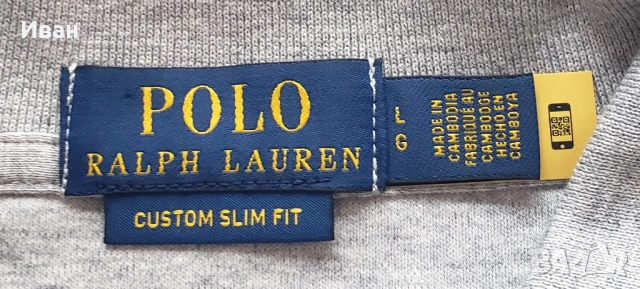 Иван
POLO
RALPH LAUREN
CUSTOM SLIM FIT
L
G
MADE IN
CAMBODIA
FABRIQUÉ AU
CAMBODGE
HECHO EN
CAMBOYA